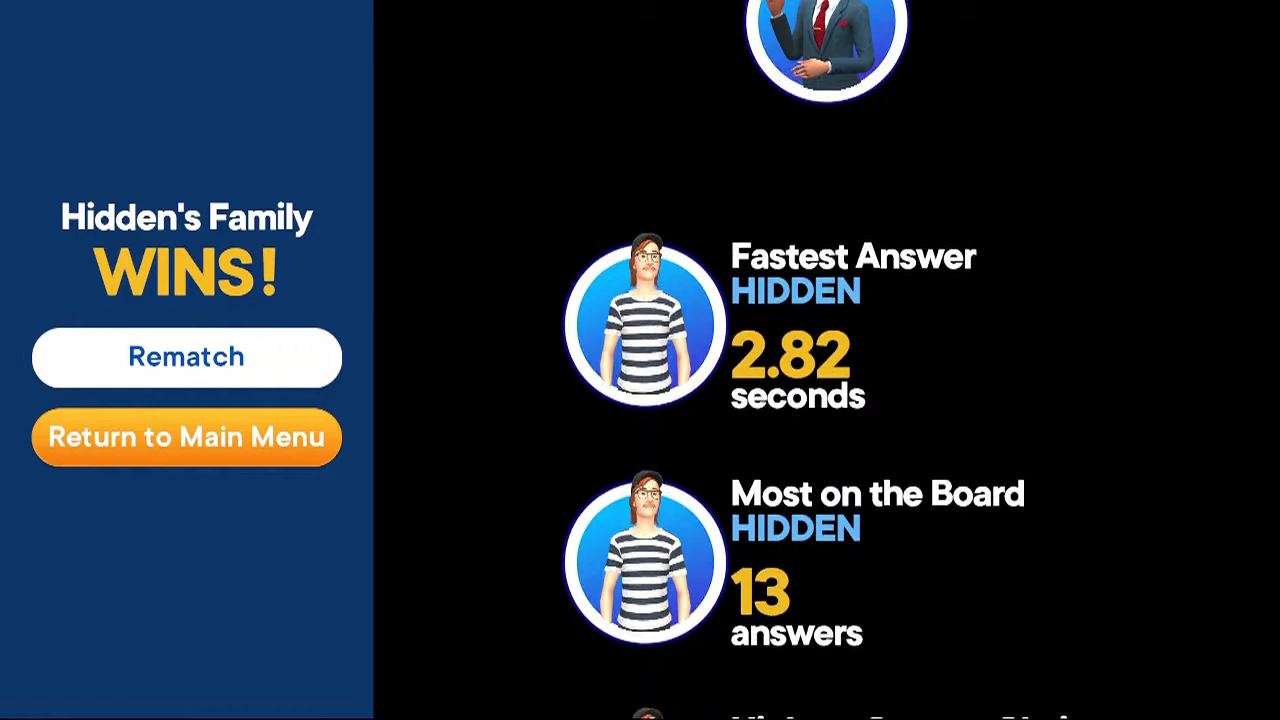 Hidden's Family
WINS!
Rematch
Return to Main Menu
Fastest Answer
HIDDEN
2.82
seconds
Most on the Board
HIDDEN
13
answers